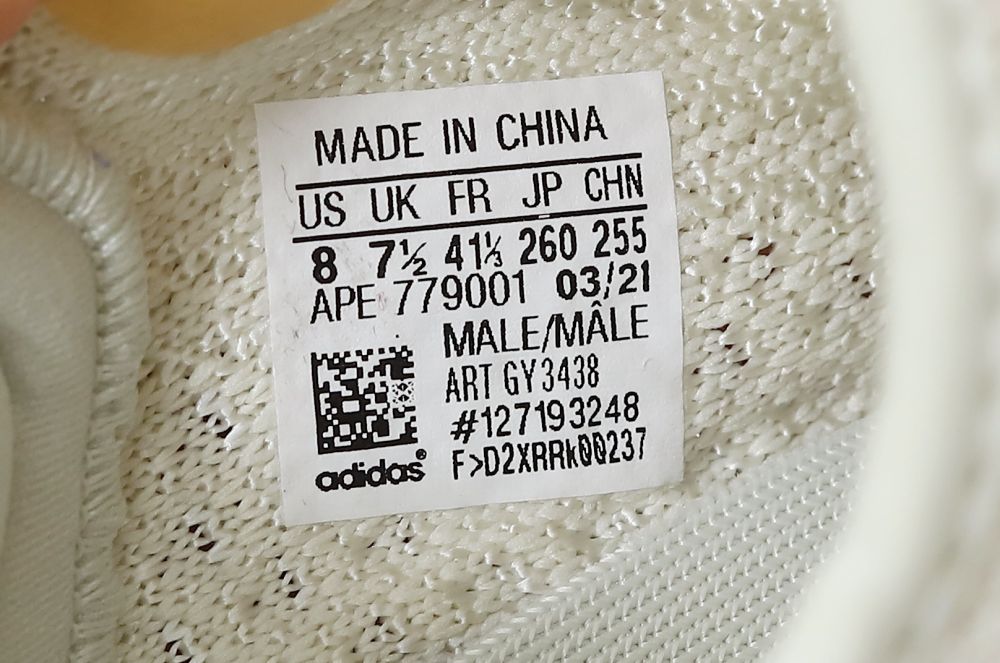 MADE IN CHINA
US UK FR JP CHN
8 7½ 41⅓ 260 255
APE 779001 03/21
MALE/MÂLE
ART GY3438
#127193248
F>D2XRRk00237
adidas®